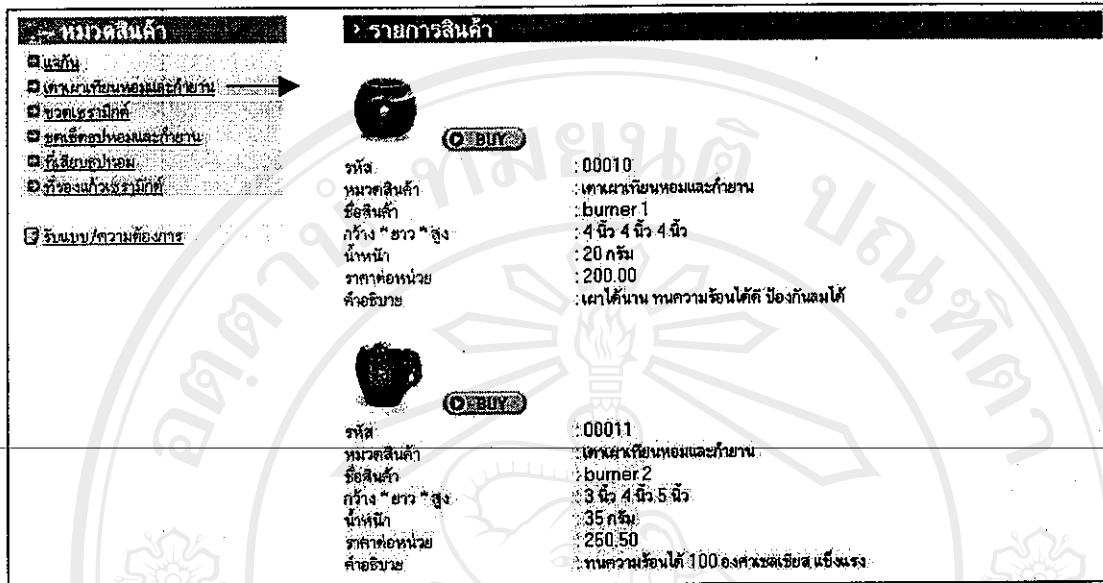 หมวดสินค้า
แจกัน
เตาเผาเทียนหอมและกำยาน
ขวดเซรามิกค์
ชุดเซ็ตธูปหอมและกำยาน
ที่เสียบธูปหอม
ที่รองแก้วเซรามิกค์
รับแบบ/ความต้องการ
รายการสินค้า
BUY
รหัส : 00010
หมวดสินค้า : เตาเผาเทียนหอมและกำยาน
ชื่อสินค้า : burner 1
กว้าง * ยาว * สูง : 4 นิ้ว 4 นิ้ว 4 นิ้ว
น้ำหนัก : 20 กรัม
ราคาต่อหน่วย : 200.00
คำอธิบาย : เผาได้นาน ทนความร้อนได้ดี ป้องกันลมได้
BUY
รหัส : 00011
หมวดสินค้า : เตาเผาเทียนหอมและกำยาน
ชื่อสินค้า : burner 2
กว้าง * ยาว * สูง : 3 นิ้ว 4 นิ้ว 5 นิ้ว
น้ำหนัก : 35 กรัม
ราคาต่อหน่วย : 250.50
คำอธิบาย : ทนความร้อนได้ 100 องศาเซลเซียส แข็งแรง
อตฺตานํ ทมยนฺติ ปณฺฑิตา